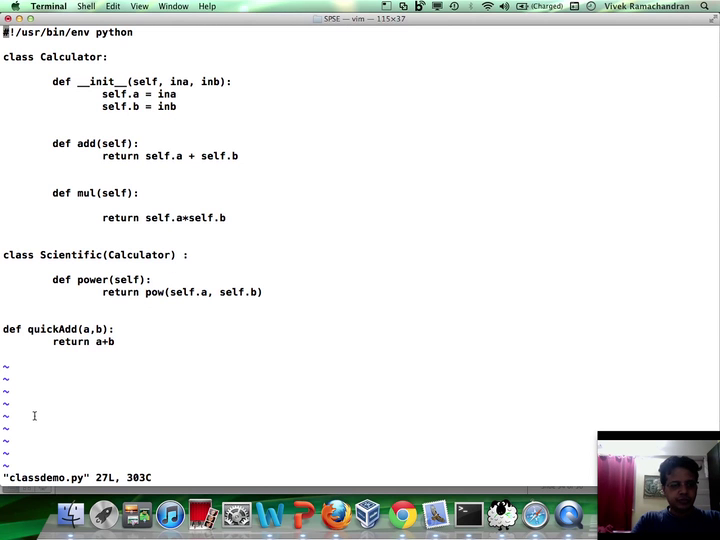 Terminal Shell Edit View Window Help (Charged) Vivek Ramachandran
SPSE — vim — 115×37
#!/usr/bin/env python
class Calculator:
def __init__(self, ina, inb):
self.a = ina
self.b = inb
def add(self):
return self.a + self.b
def mul(self):
return self.a*self.b
class Scientific(Calculator) :
def power(self):
return pow(self.a, self.b)
def quickAdd(a,b):
return a+b
~
~
~
~
~
~
~
~
~
"classdemo.py" 27L, 303C